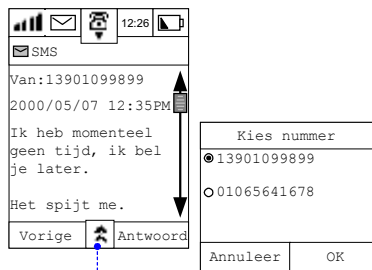 12:26
SMS
Van:13901099899
2000/05/07 12:35PM
Ik heb momenteel
geen tijd, ik bel
je later.
Het spijt me.
Vorige Antwoord
Kies nummer
13901099899
01065641678
Annuleer OK